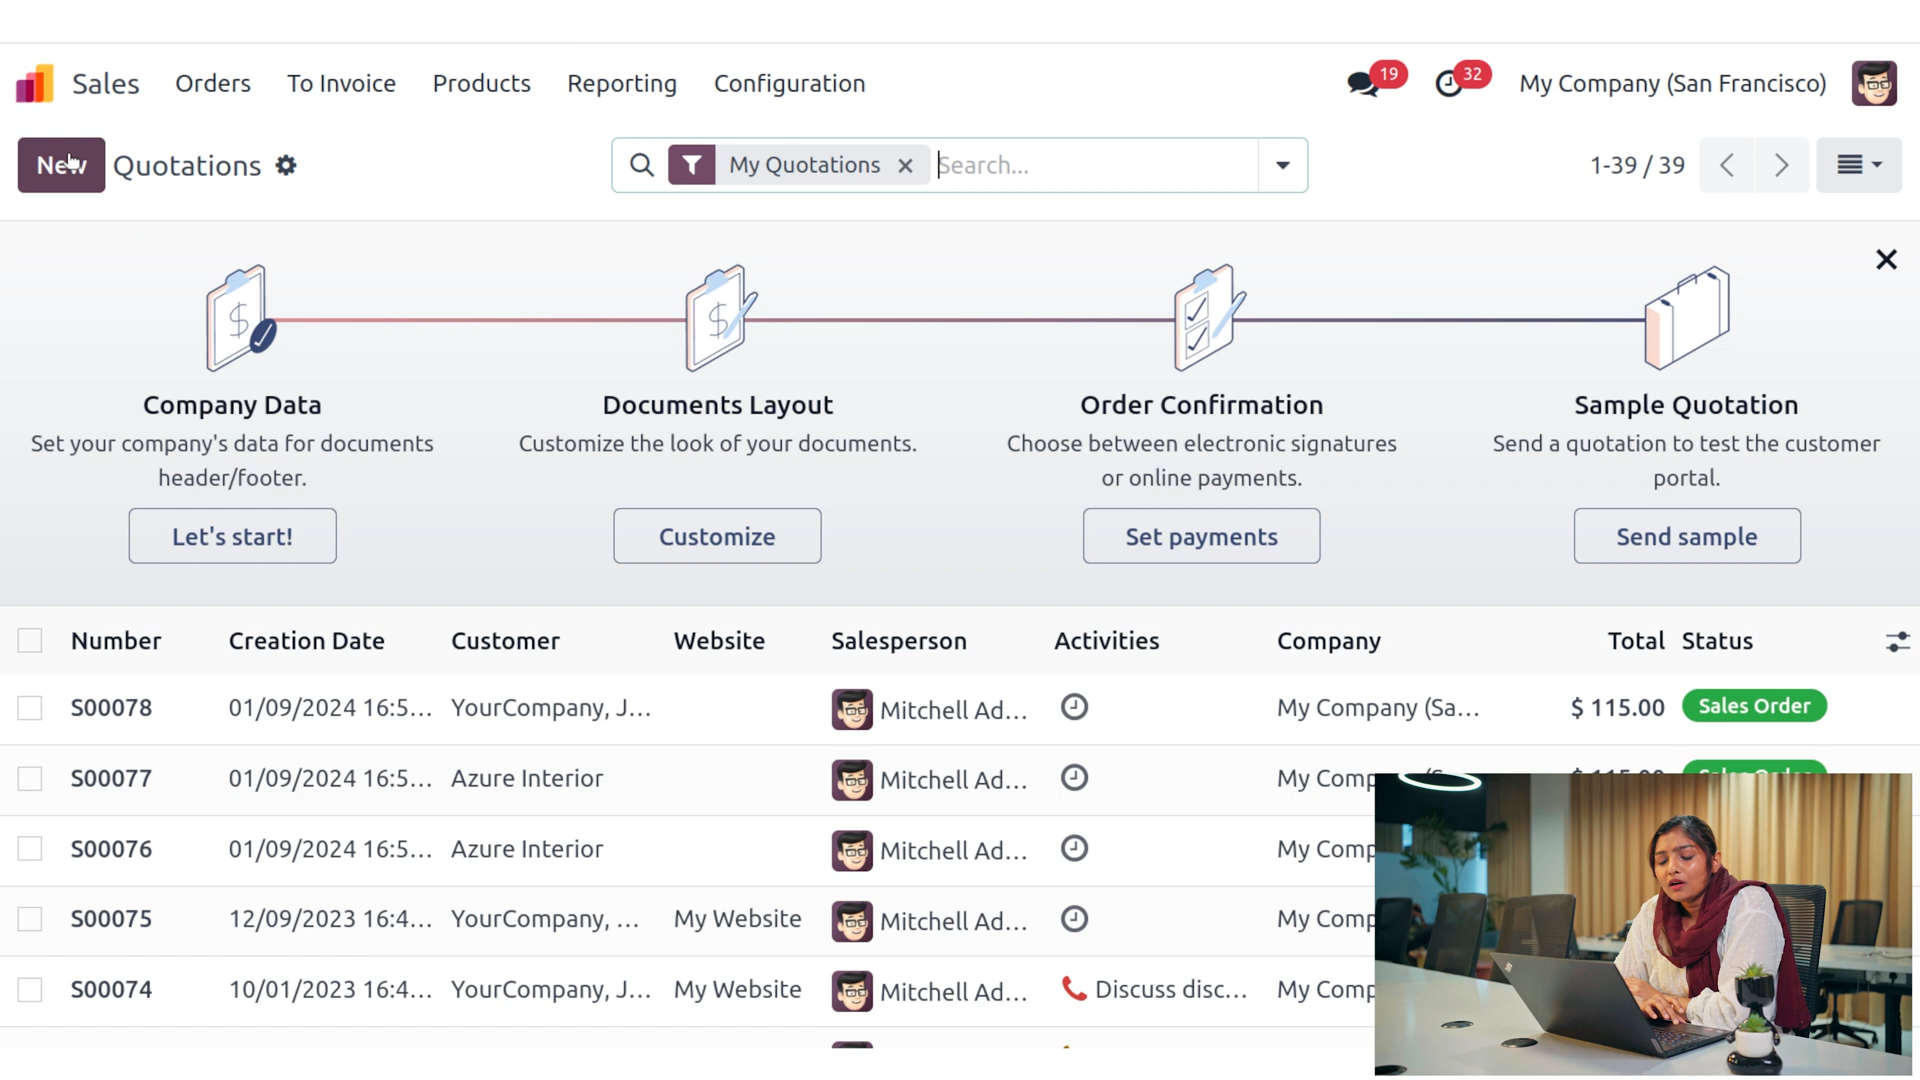 Sales Orders To Invoice Products Reporting Configuration 19 32 My Company (San Francisco)
New Quotations My Quotations Search... 1-39 / 39
Company Data Documents Layout Order Confirmation Sample Quotation
Set your company's data for documents Customize the look of your documents. Choose between electronic signatures Send a quotation to test the customer
header/footer. or online payments. portal.
Let's start! Customize Set payments Send sample
Number Creation Date Customer Website Salesperson Activities Company Total Status
S00078 01/09/2024 16:5... YourCompany, J... Mitchell Ad... My Company (Sa... $ 115.00 Sales Order
S00077 01/09/2024 16:5... Azure Interior Mitchell Ad... My Comp
S00076 01/09/2024 16:5... Azure Interior Mitchell Ad... My Comp
S00075 12/09/2023 16:4... YourCompany, ... My Website Mitchell Ad... My Comp
S00074 10/01/2023 16:4... YourCompany, J... My Website Mitchell Ad... Discuss disc... My Comp